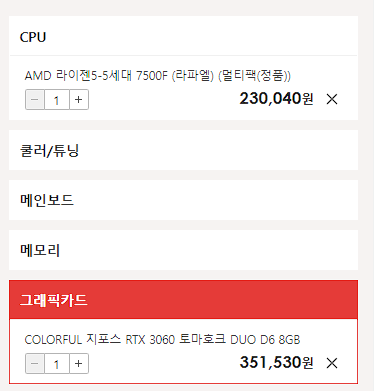 CPU
AMD 라이젠5-5세대 7500F (라파엘) (멀티팩(정품))
− 1 + 230,040원 ×
쿨러/튜닝
메인보드
메모리
그래픽카드
COLORFUL 지포스 RTX 3060 토마호크 DUO D6 8GB
− 1 + 351,530원 ×